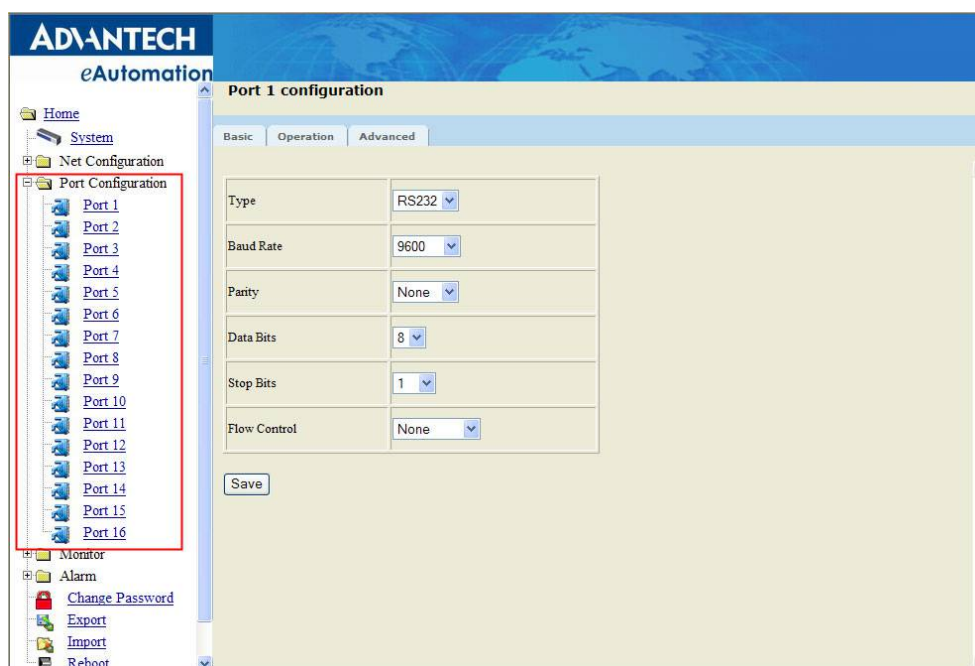 ADVANTECH
eAutomation
Home
System
Net Configuration
Port Configuration
Port 1
Port 2
Port 3
Port 4
Port 5
Port 6
Port 7
Port 8
Port 9
Port 10
Port 11
Port 12
Port 13
Port 14
Port 15
Port 16
Monitor
Alarm
Change Password
Export
Import
Reboot
Port 1 configuration
Basic Operation Advanced
Type RS232
Baud Rate 9600
Parity None
Data Bits 8
Stop Bits 1
Flow Control None
Save